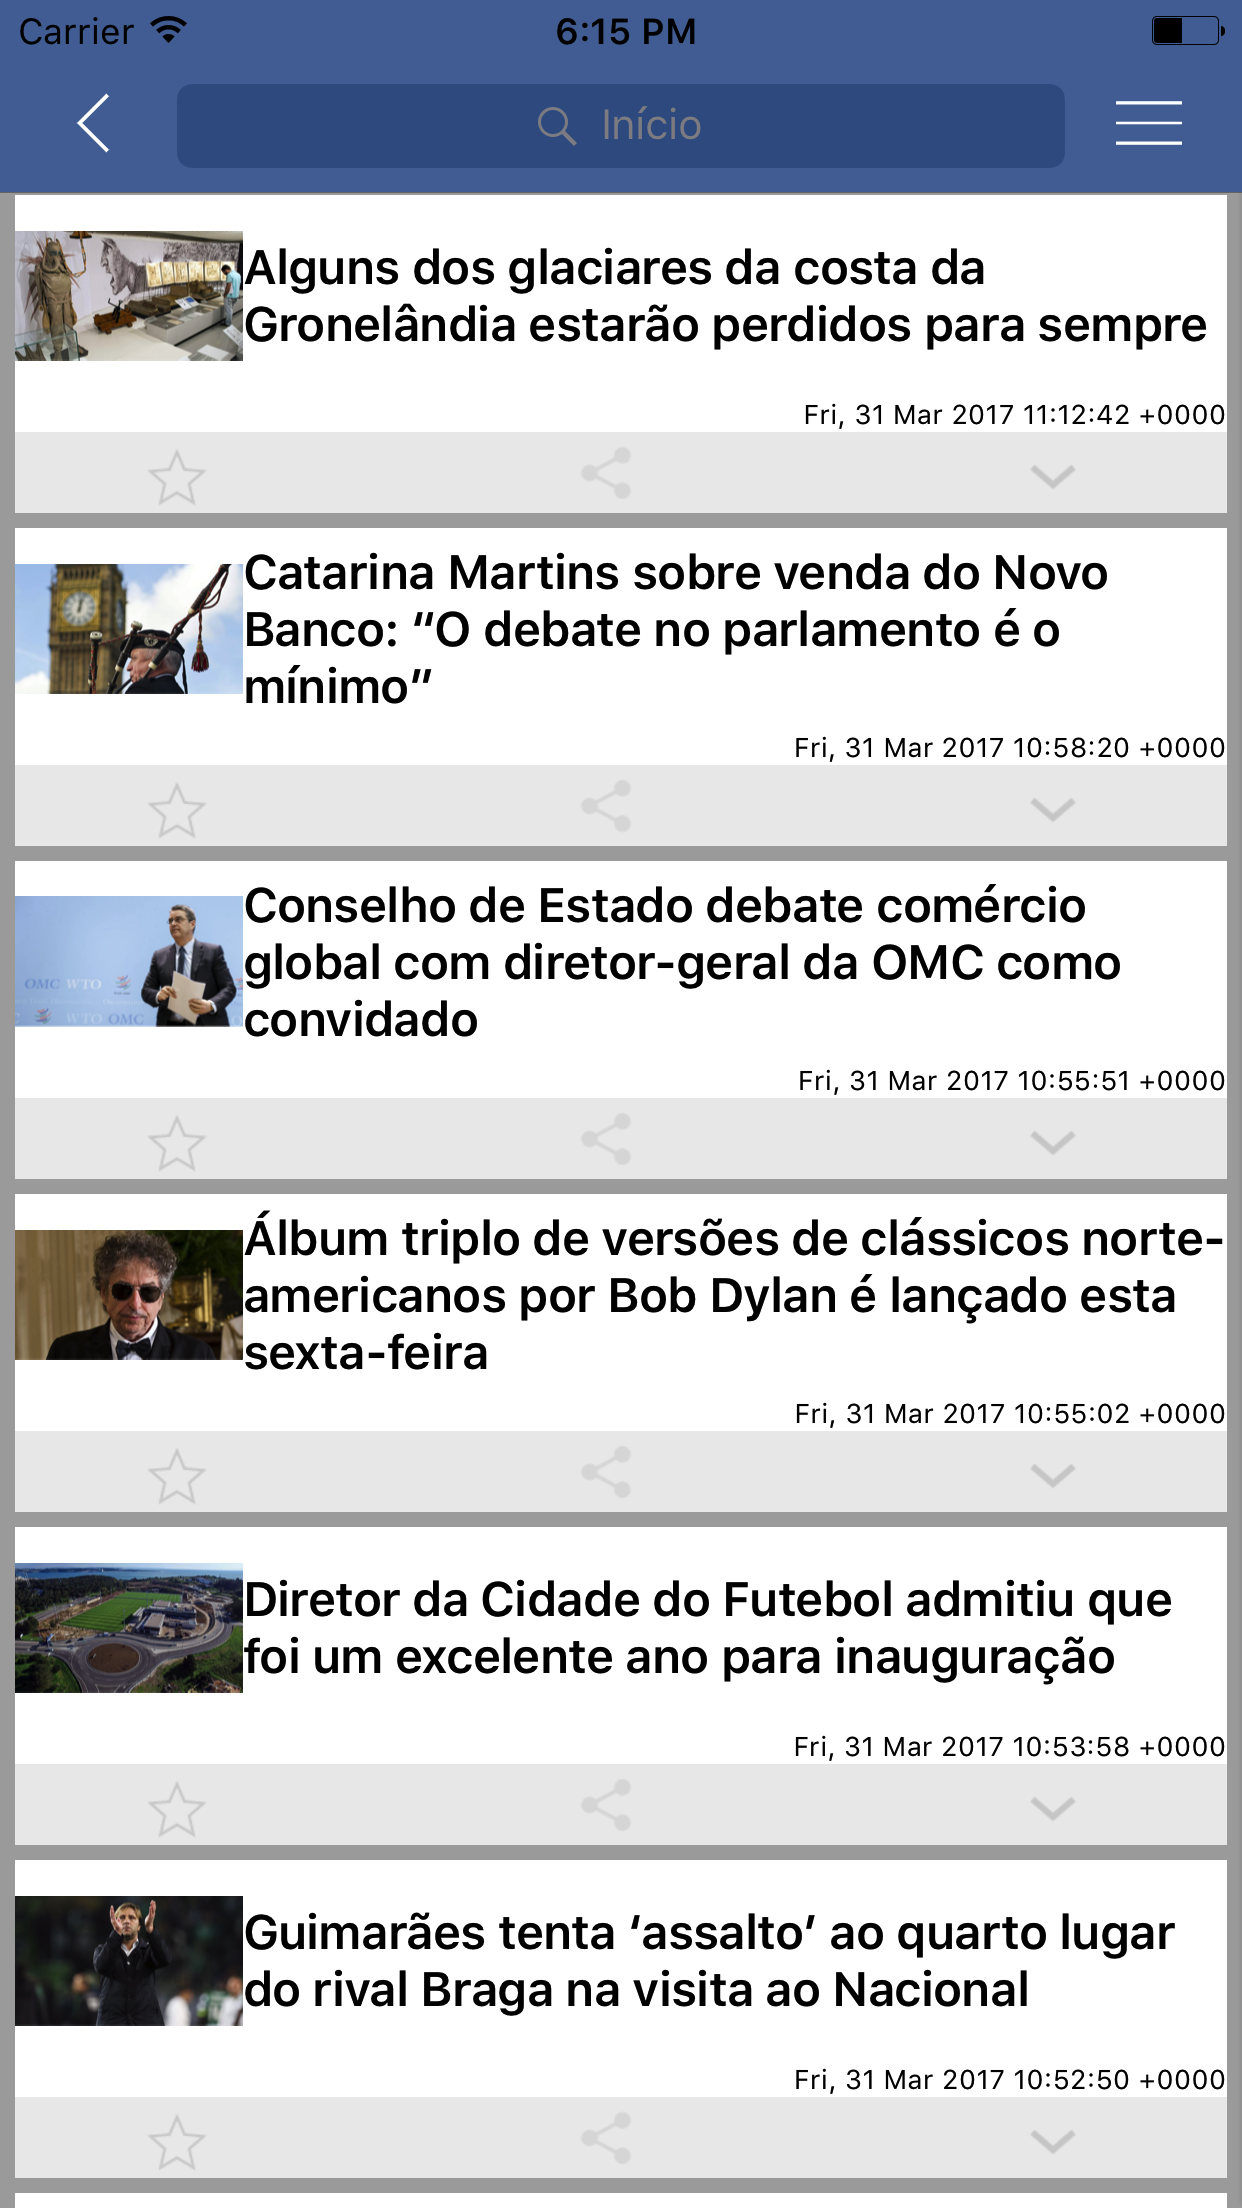 Carrier 6:15 PM
Início
Alguns dos glaciares da costa da
Gronelândia estarão perdidos para sempre
Fri, 31 Mar 2017 11:12:42 +0000
Catarina Martins sobre venda do Novo
Banco: “O debate no parlamento é o
mínimo”
Fri, 31 Mar 2017 10:58:20 +0000
Conselho de Estado debate comércio
global com diretor-geral da OMC como
convidado
OMC WTO
WTO OMC
Fri, 31 Mar 2017 10:55:51 +0000
Álbum triplo de versões de clássicos norte-
americanos por Bob Dylan é lançado esta
sexta-feira
Fri, 31 Mar 2017 10:55:02 +0000
Diretor da Cidade do Futebol admitiu que
foi um excelente ano para inauguração
Fri, 31 Mar 2017 10:53:58 +0000
Guimarães tenta ‘assalto’ ao quarto lugar
do rival Braga na visita ao Nacional
Fri, 31 Mar 2017 10:52:50 +0000